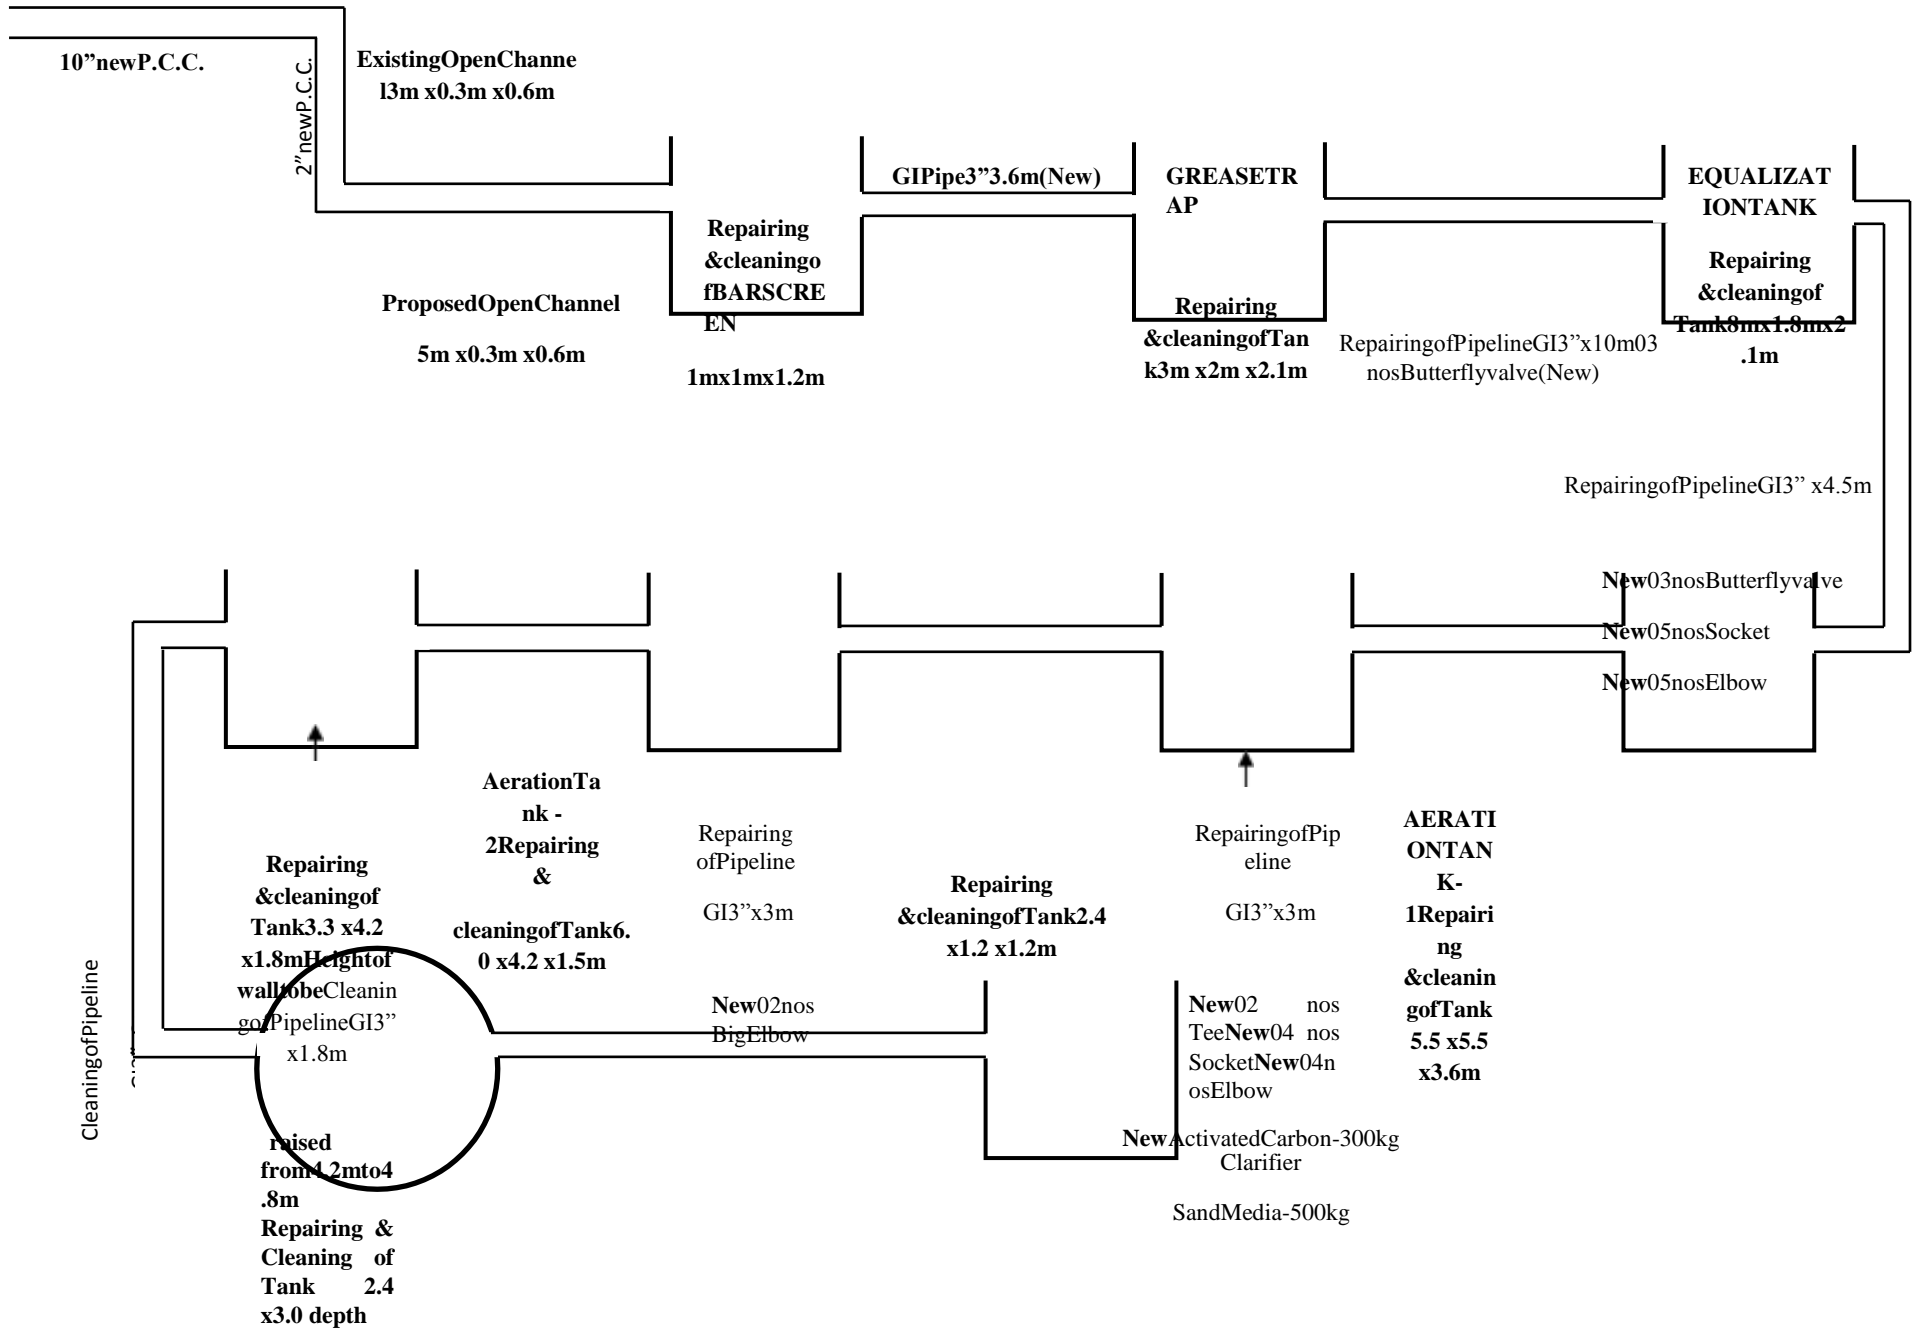 10”newP.C.C.
2”newP.C.C.
ExistingOpenChanne
l3m x0.3m x0.6m
ProposedOpenChannel
5m x0.3m x0.6m
Repairing
&cleaningo
fBARSCRE
EN
1mx1mx1.2m
GIPipe3”3.6m(New)
GREASETR
AP
Repairing
&cleaningofTan
k3m x2m x2.1m
RepairingofPipelineGI3”x10m03
nosButterflyvalve(New)
EQUALIZAT
IONTANK
Repairing
&cleaningof
Tank8mx1.8mx2
.1m
RepairingofPipelineGI3” x4.5m
New03nosButterflyvalve
New05nosSocket
New05nosElbow
AERATI
ONTAN
K-
1Repairi
ng
&cleanin
gofTank
5.5 x5.5
x3.6m
RepairingofPip
eline
GI3”x3m
New02 nos
TeeNew04 nos
SocketNew04n
osElbow
Repairing
&cleaningofTank2.4
x1.2 x1.2m
Repairing
ofPipeline
GI3”x3m
New02nos
BigElbow
AerationTa
nk -
2Repairing
&
cleaningofTank6.
0 x4.2 x1.5m
Repairing
&cleaningof
Tank3.3 x4.2
x1.8mHeightof
walltobeCleanin
gofPipelineGI3”
x1.8m
raised
from4.2mto4
.8m
Repairing &
Cleaning of
Tank 2.4
x3.0 depth
CleaningofPipeline
NewActivatedCarbon-300kg
Clarifier
SandMedia-500kg